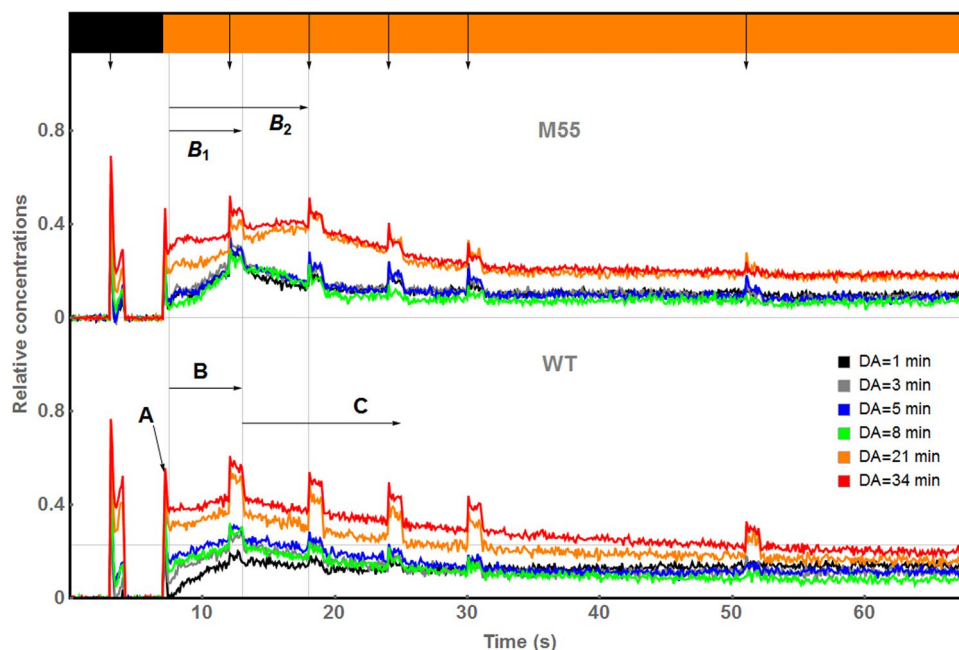 M55
0.8
B₂
B₁
0.4
0
Relative concentrations
WT
B
DA=1 min
DA=3 min
A
C
0.8
DA=5 min
DA=8 min
DA=21 min
DA=34 min
0.4
0
10 20 30 40 50 60
Time (s)